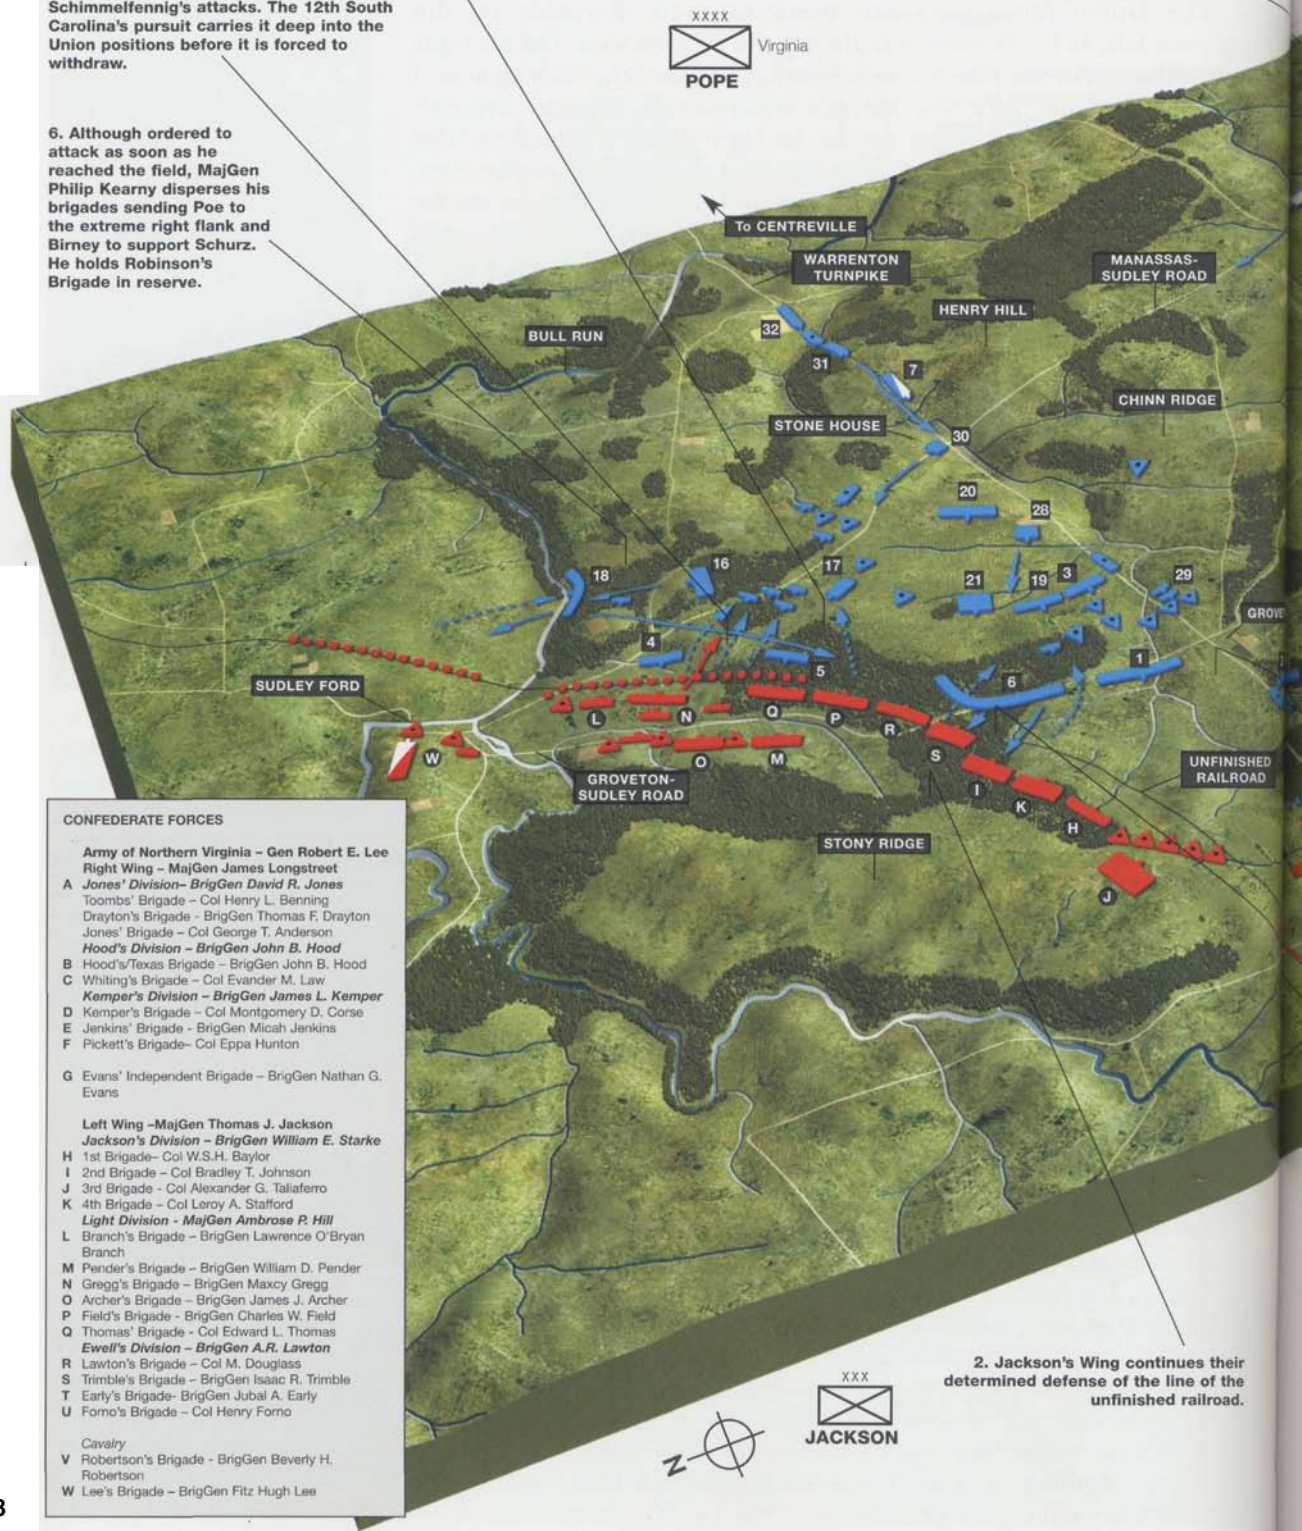 Schimmelfennig's attacks. The 12th South
Carolina's pursuit carries it deep into the
Union positions before it is forced to
withdraw.
6. Although ordered to
attack as soon as he
reached the field, MajGen
Philip Kearny disperses his
brigades sending Poe to
the extreme right flank and
Birney to support Schurz.
He holds Robinson's
Brigade in reserve.
XXXX
Virginia
POPE
To CENTREVILLE
WARRENTON
TURNPIKE
MANASSAS-
SUDLEY ROAD
HENRY HILL
32
BULL RUN
31
7
CHINN RIDGE
STONE HOUSE
30
20
28
18
16
17
21
19
3
29
GROVE
4
5
1
6
SUDLEY FORD
L
N
Q
P
R
W
O
M
S
UNFINISHED
RAILROAD
GROVETON-
SUDLEY ROAD
I
K
H
STONY RIDGE
J
CONFEDERATE FORCES
Army of Northern Virginia – Gen Robert E. Lee
Right Wing – MajGen James Longstreet
A Jones' Division– BrigGen David R. Jones
Toombs' Brigade – Col Henry L. Benning
Drayton's Brigade - BrigGen Thomas F. Drayton
Jones' Brigade – Col George T. Anderson
Hood's Division – BrigGen John B. Hood
B Hood's/Texas Brigade – BrigGen John B. Hood
C Whiting's Brigade – Col Evander M. Law
Kemper's Division – BrigGen James L. Kemper
D Kemper's Brigade – Col Montgomery D. Corse
E Jenkins' Brigade - BrigGen Micah Jenkins
F Pickett's Brigade– Col Eppa Hunton
G Evans' Independent Brigade – BrigGen Nathan G.
Evans
Left Wing –MajGen Thomas J. Jackson
Jackson's Division – BrigGen William E. Starke
H 1st Brigade– Col W.S.H. Baylor
I 2nd Brigade – Col Bradley T. Johnson
J 3rd Brigade - Col Alexander G. Taliaferro
K 4th Brigade – Col Leroy A. Stafford
Light Division - MajGen Ambrose P. Hill
L Branch's Brigade – BrigGen Lawrence O'Bryan
Branch
M Pender's Brigade – BrigGen William D. Pender
N Gregg's Brigade – BrigGen Maxcy Gregg
O Archer's Brigade – BrigGen James J. Archer
P Field's Brigade - BrigGen Charles W. Field
Q Thomas' Brigade - Col Edward L. Thomas
Ewell's Division – BrigGen A.R. Lawton
R Lawton's Brigade – Col M. Douglass
S Trimble's Brigade – BrigGen Isaac R. Trimble
T Early's Brigade- BrigGen Jubal A. Early
U Forno's Brigade – Col Henry Forno
Cavalry
V Robertson's Brigade - BrigGen Beverly H.
Robertson
W Lee's Brigade – BrigGen Fitz Hugh Lee
2. Jackson's Wing continues their
determined defense of the line of the
unfinished railroad.
XXX
JACKSON
N